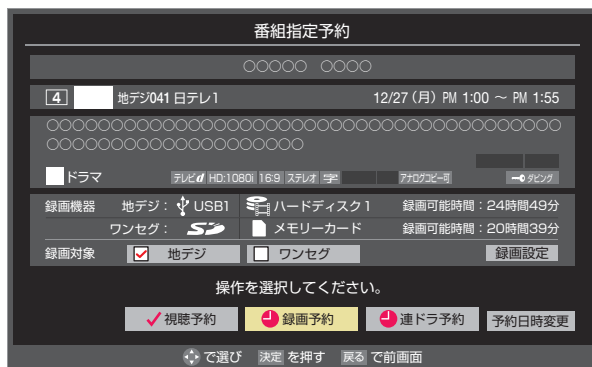 番組指定予約
○○○○○ ○○○○
4 地デジ041 日テレ1 12/27（月）PM 1:00 ～ PM 1:55
○○○○○○○○○○○○○○○○○○○○○○○○○○○○○○○○○
○○○○○○○○○○○○○○○○
ドラマ テレビd HD:1080i 16:9 ステレオ 字 アナログコピー可 ダビング
録画機器 地デジ： USB1 ハードディスク1 録画可能時間：24時間49分
ワンセグ： SD メモリーカード 録画可能時間：20時間39分
録画対象 地デジ ワンセグ 録画設定
操作を選択してください。
視聴予約 録画予約 連ドラ予約 予約日時変更
で選び 決定 を押す 戻る で前画面